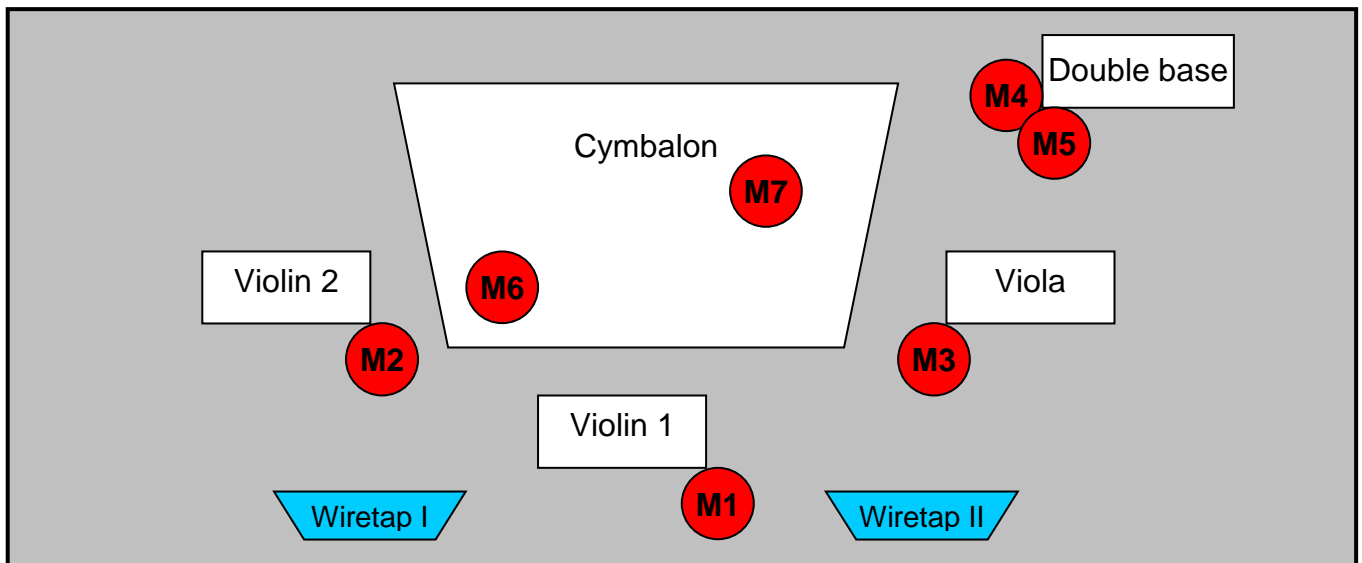 Double base
M4
M5
Cymbalon
M7
Violin 2
M6
Viola
M2
M3
Violin 1
M1
Wiretap I
Wiretap II